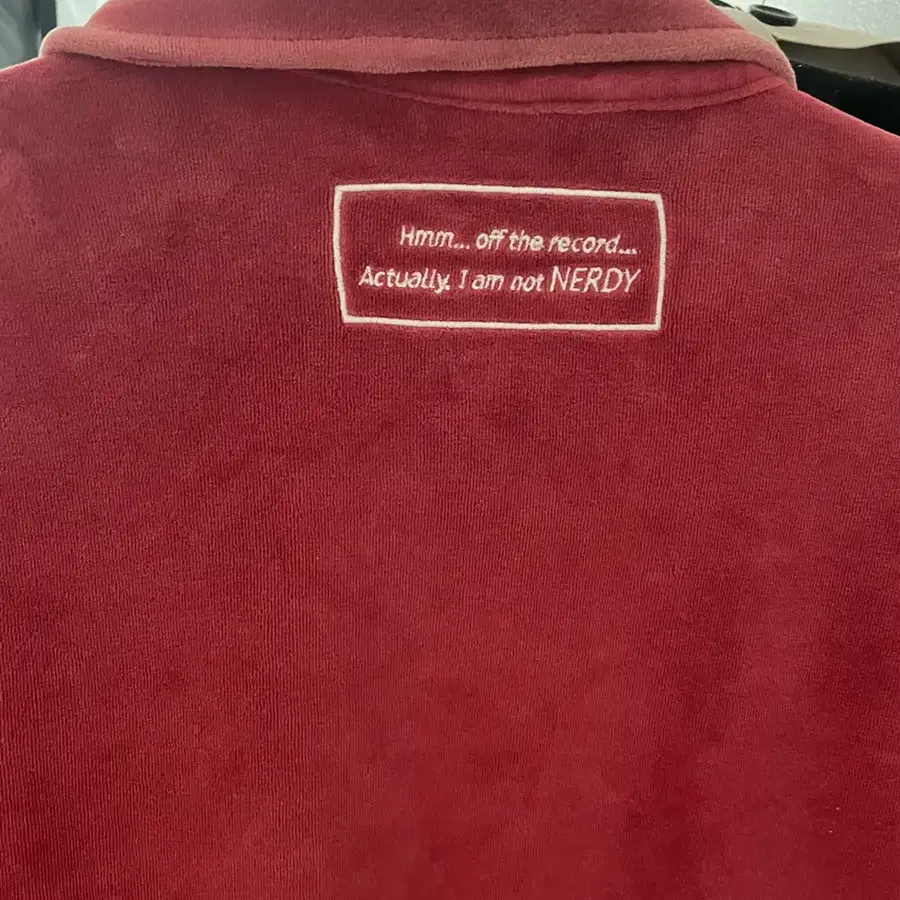 Hmm... off the record...
Actually, I am not NERDY